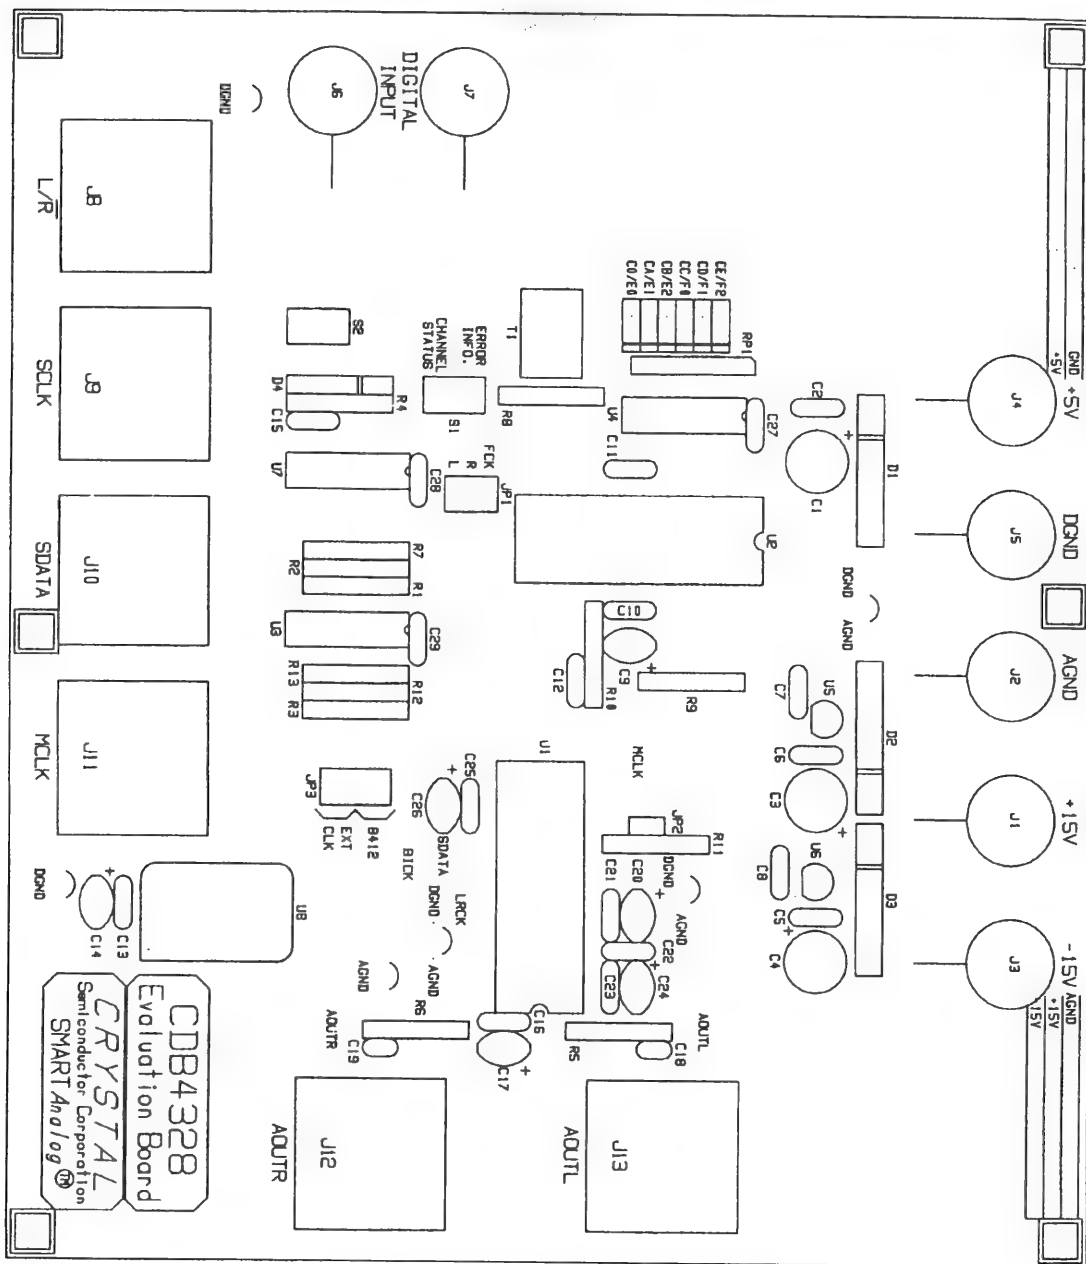 DIGITAL
INPUT
J6
J7
DGND
J8
L/R
J9
SCLK
J10
SDATA
J11
MCLK
GND
+5V
+5V
J4
DGND
J5
AGND
J2
+15V
J1
-15V
J3
AGND
+15V
CE/F2
CD/F1
CC/F0
CB/E2
CA/E1
C0/E0
RP1
T1
ERROR
INFO.
CHANNEL
STATUS
S1
S2
D4
R4
C15
R8
U4
C27
C11
C2
C1
D1
U7
C28
FCK
R
L
JP1
U2
R7
R2
R1
U3
C29
R13
R12
R3
C10
C9
C12
R10
R9
DGND
AGND
C7
U5
C6
C3
D2
C8
U6
C5
C4
D3
U1
MCLK
JP2
R11
JP3
CLK
EXT
8412
C25
C26
SDATA
BICK
LRCK
DGND
AGND
AGND
DGND
AGND
C21
C20
C22
C23
C24
DGND
C14
C13
U8
R6
AOUTR
C19
C16
C17
R5
AOUTL
C18
J12
AOUTR
J13
AOUTL
CDB4328
Evaluation Board
CRYSTAL
Semiconductor Corporation
SMART Analog TM